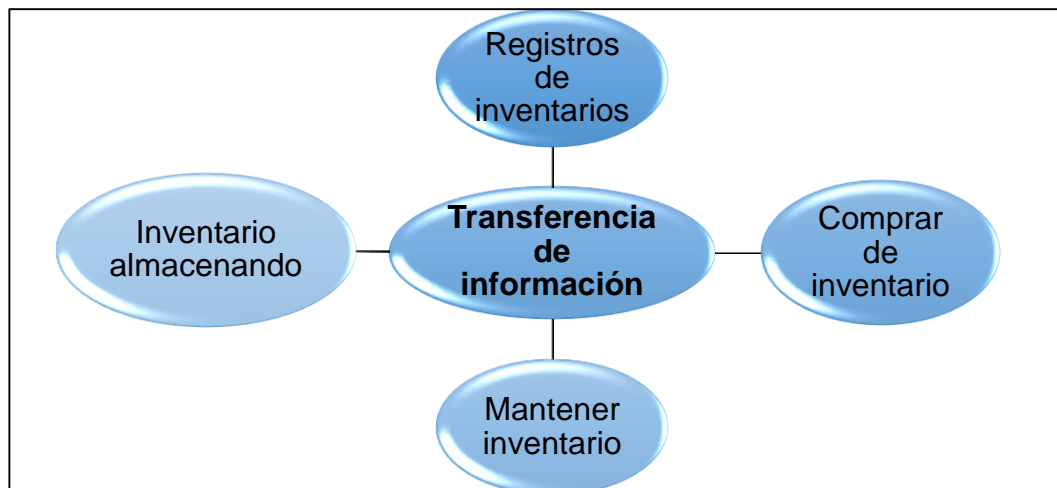 Registros
de
inventarios
Inventario
almacenando
Transferencia
de
información
Comprar
de
inventario
Mantener
inventario